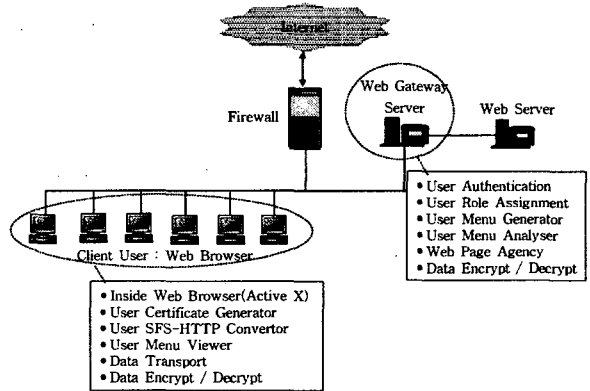 Internet
Web Gateway
Server
Web Server
Firewall
• User Authentication
• User Role Assignment
• User Menu Generator
• User Menu Analyser
• Web Page Agency
• Data Encrypt / Decrypt
Client User : Web Browser
• Inside Web Browser(Active X)
• User Certificate Generator
• User SFS-HTTP Convertor
• User Menu Viewer
• Data Transport
• Data Encrypt / Decrypt